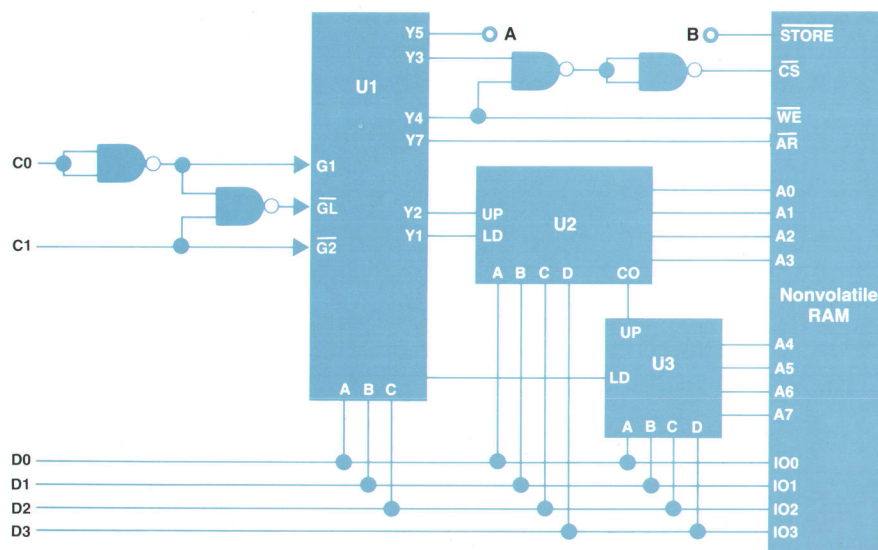 Y5
A
B
STORE
Y3
U1
CS
Y4
WE
Y7
AR
C0
G1
GL
C1
G2
Y2
UP
U2
Y1
LD
A0
A1
A2
A3
A B C D CO
Nonvolatile
RAM
UP
U3
A4
LD
A5
A6
A7
A B C
A B C D
D0
IO0
D1
IO1
D2
IO2
D3
IO3